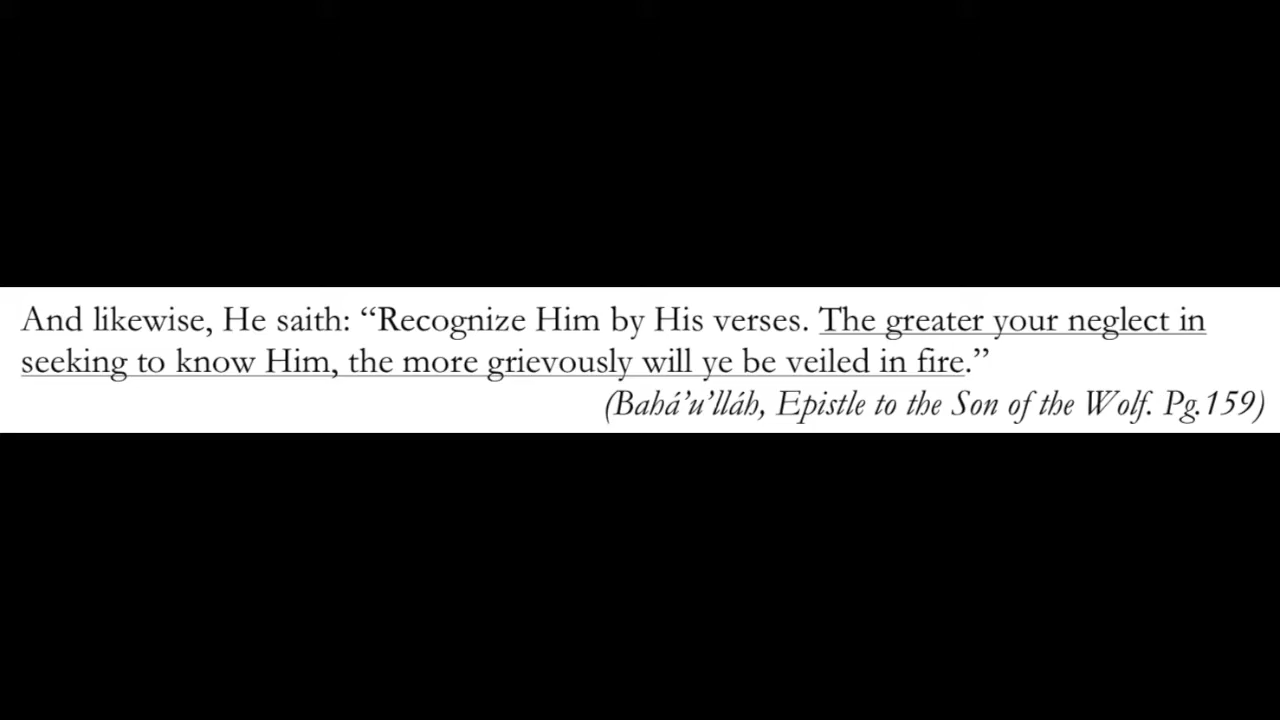 And likewise, He saith: “Recognize Him by His verses. The greater your neglect in
seeking to know Him, the more grievously will ye be veiled in fire.”
(Bahá’u’lláh, Epistle to the Son of the Wolf. Pg.159)